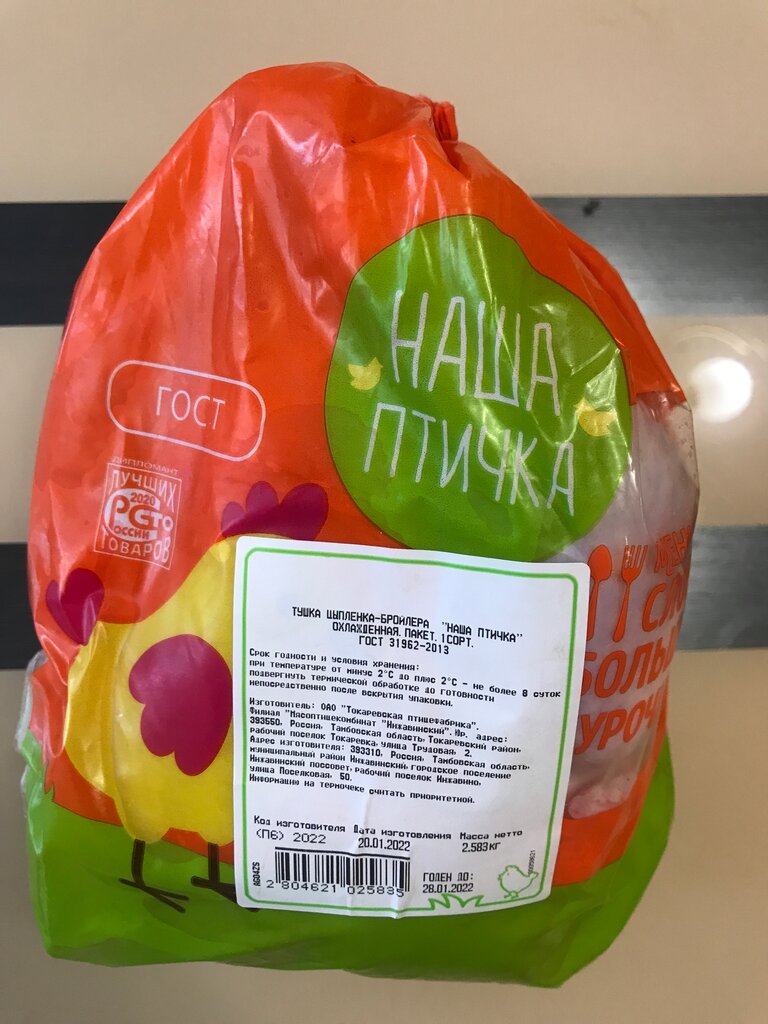 НАША
ПТИЧКА
ГОСТ
ДИПЛОМАНТ
ЛУЧШИХ
2020
РСТо
России
ТОВАРОВ
БОЛЬ
ТУШКА ЦЫПЛЕНКА-БРОЙЛЕРА "НАША ПТИЧКА"
ОХЛАЖДЕННАЯ. ПАКЕТ. 1СОРТ.
ГОСТ 31962-2013
Срок годности и условия хранения:
при температуре от минус 2°С до плюс 2°С - не более 8 суток
подвергнуть термической обработке до готовности
непосредственно после вскрытия упаковки.
Изготовитель: ОАО "Токаревская птицефабрика".
Филиал "Мясоптицекомбинат "Инжавинский". Юр. адрес:
393550, Россия, Тамбовская область, Токаревский район,
рабочий поселок Токаревка, улица Трудовая, 2.
Адрес изготовителя: 393310, Россия, Тамбовская область,
муниципальный район Инжавинский, городское поселение
Инжавинский поссовет, рабочий поселок Инжавино,
улица Поселковая, 50.
Информацию на термочеке считать приоритетной.
Код изготовителя Дата изготовления Масса нетто
(П6) 2022 20.01.2022 2.583кг
2 804621 025835
ГОДЕН ДО:
28.01.2022